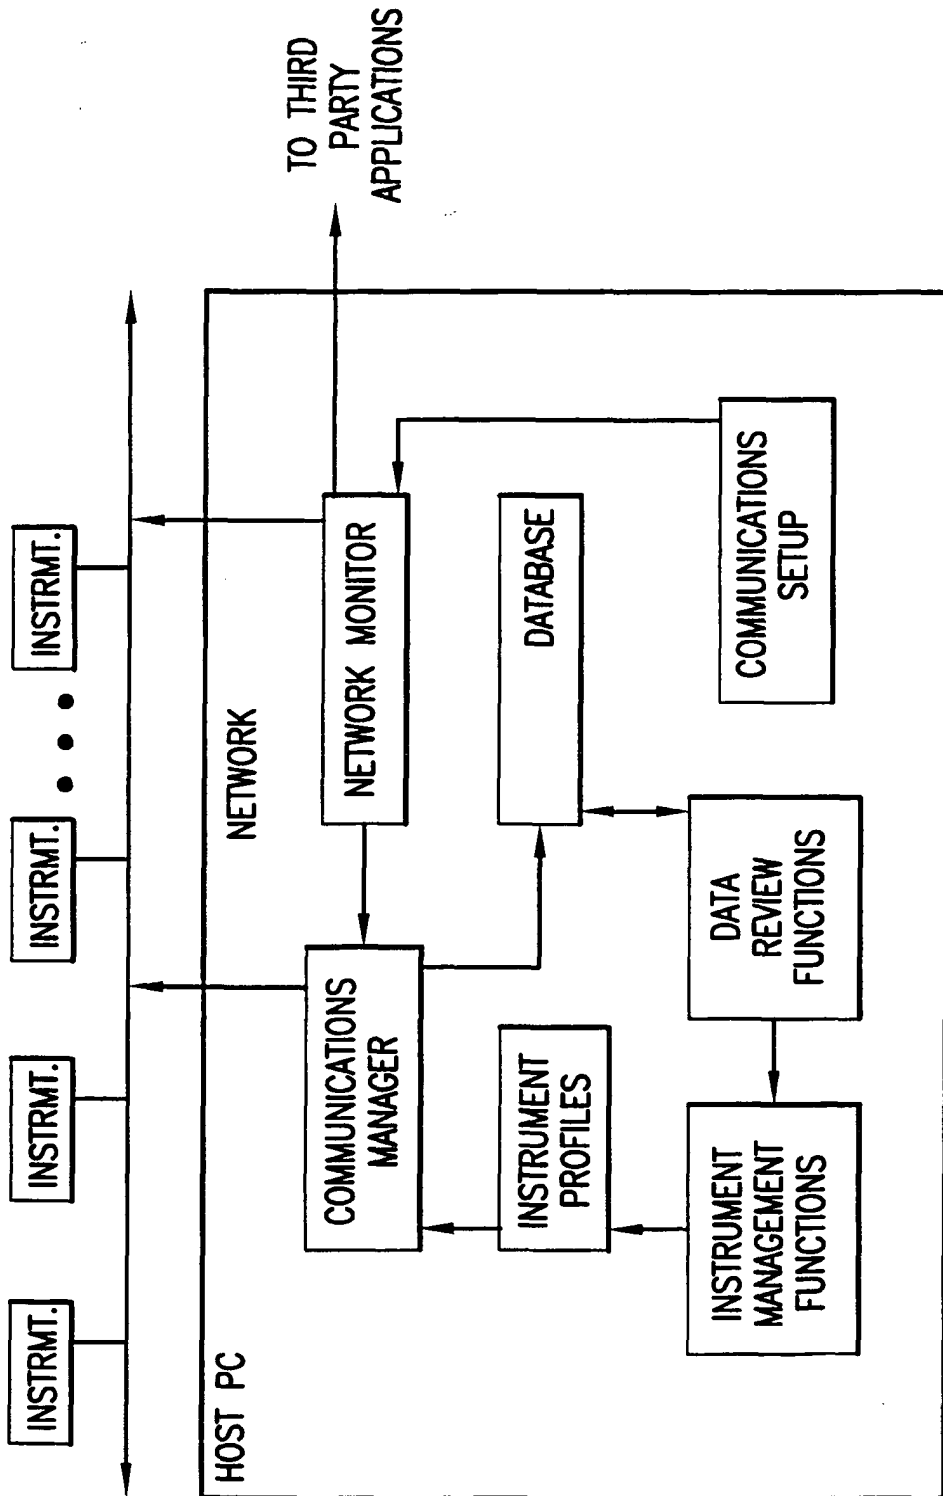 INSTRMT.
INSTRMT.
INSTRMT.
INSTRMT.
HOST PC
NETWORK
TO THIRD
PARTY
APPLICATIONS
COMMUNICATIONS
MANAGER
NETWORK MONITOR
INSTRUMENT
PROFILES
DATABASE
INSTRUMENT
MANAGEMENT
FUNCTIONS
DATA
REVIEW
FUNCTIONS
COMMUNICATIONS
SETUP